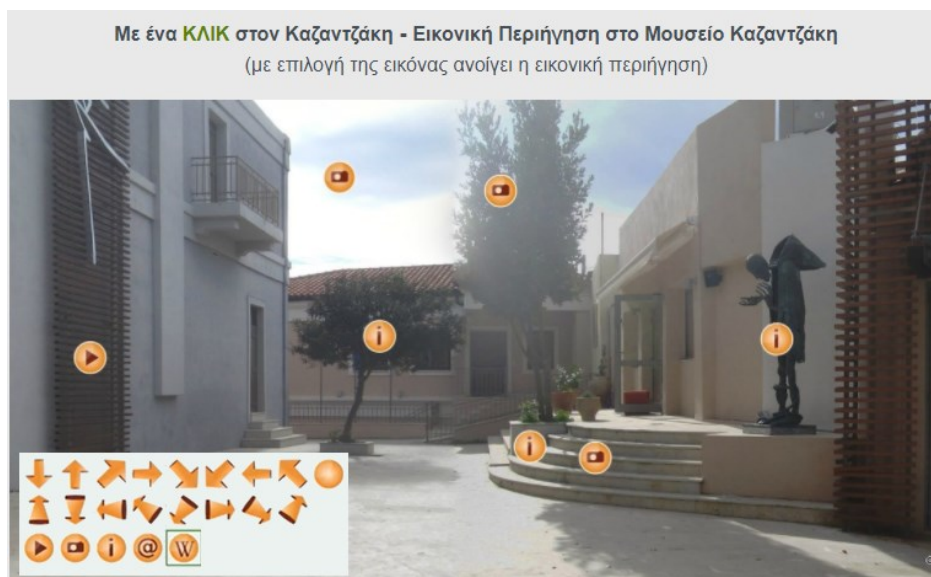 Με ένα ΚΛΙΚ στον Καζαντζάκη - Εικονική Περιήγηση στο Μουσείο Καζαντζάκη
(με επιλογή της εικόνας ανοίγει η εικονική περιήγηση)
i
i
i
i @ W